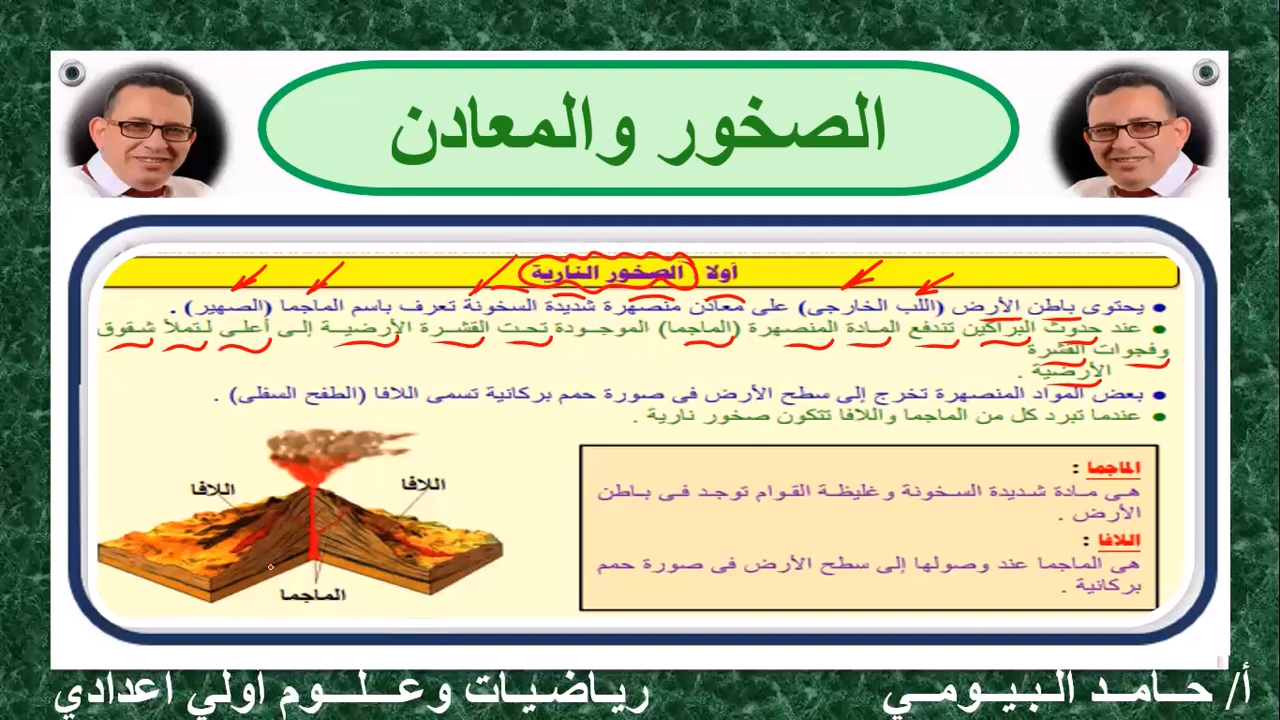 الصخور والمعادن
أولا الصخور النارية
• يحتوى باطن الأرض (اللب الخارجى) على معادن منصهرة شديدة السخونة تعرف باسم الماجما (الصهير) .
• عند حدوث البراكين تندفع المادة المنصهرة (الماجما) الموجودة تحت القشرة الأرضية إلى أعلى لتملأ شقوق
وفجوات القشرة
الأرضية .
• بعض المواد المنصهرة تخرج إلى سطح الأرض فى صورة حمم بركانية تسمى اللافا (الطفح السفلى) .
• عندما تبرد كل من الماجما واللافا تتكون صخور نارية .
الماجما :
هى مادة شديدة السخونة وغليظة القوام توجد فى باطن
الأرض .
اللافا :
هى الماجما عند وصولها إلى سطح الأرض فى صورة حمم
بركانية .
اللافا
اللافا
الماجما
أ/ حامد البيومي
رياضيات وعلوم اولي اعدادي